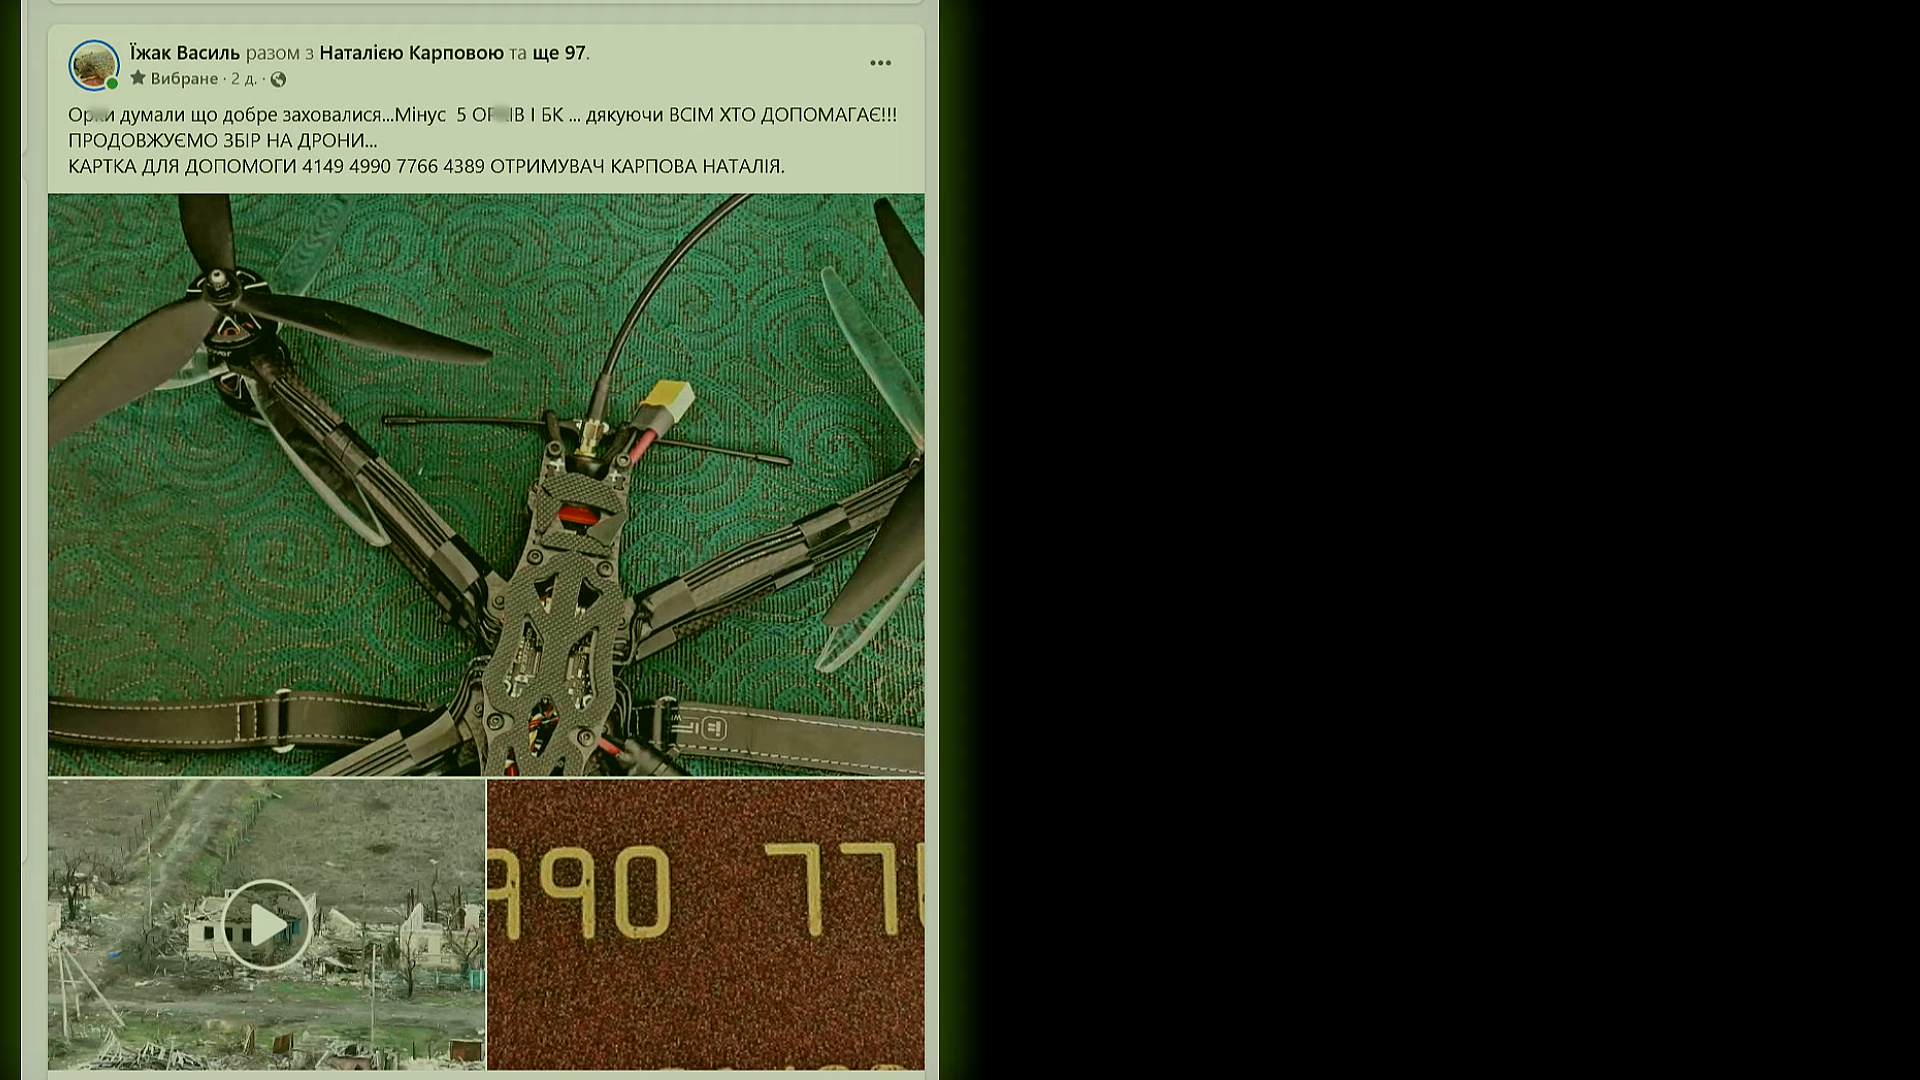 Їжак Василь разом з Наталією Карповою та ще 97.
Вибране · 2 д. ·
думали що добре заховалися...Мінус 5 І БК ... дякуючи ВСІМ ХТО ДОПОМАГАЄ!!!
ПРОДОВЖУЄМО ЗБІР НА ДРОНИ...
КАРТКА ДЛЯ ДОПОМОГИ 4149 4990 7766 4389 ОТРИМУВАЧ КАРПОВА НАТАЛІЯ.
990 77